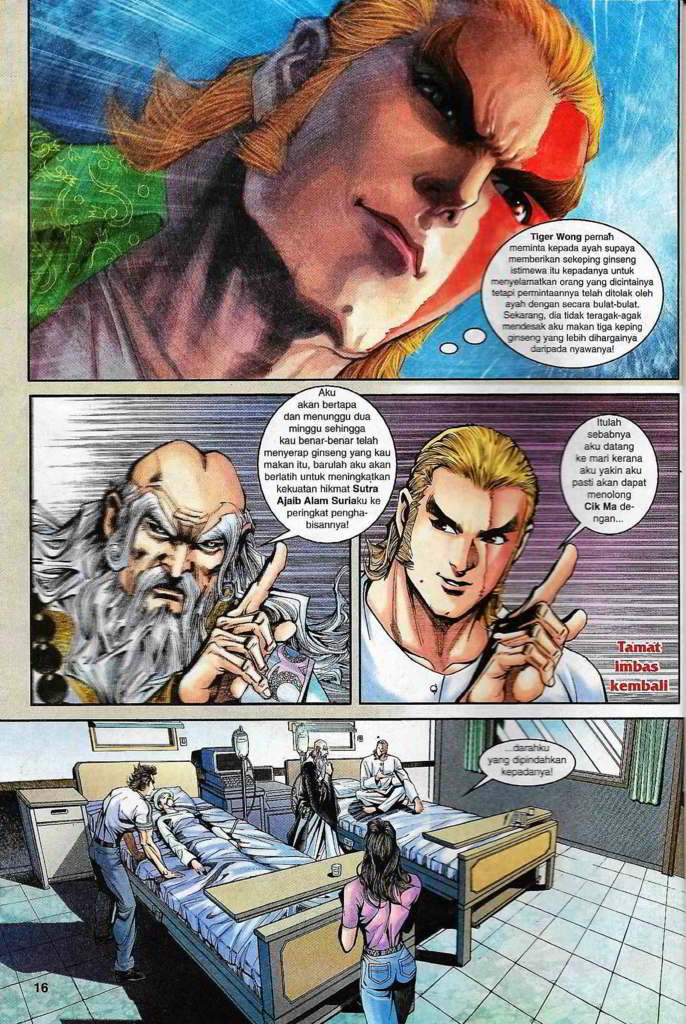 Tiger Wong pernah
meminta kepada ayah supaya
memberikan sekeping ginseng
istimewa itu kepadanya untuk
menyelamatkan orang yang dicintainya
tetapi permintaannya telah ditolak oleh
ayah dengan secara bulat-bulat.
Sekarang, dia tidak teragak-agak
mendesak aku makan tiga keping
ginseng yang lebih dihargainya
daripada nyawanya!
Aku
akan bertapa
dan menunggu dua
minggu sehingga
kau benar-benar telah
menyerap ginseng yang kau
makan itu, barulah aku akan
berlatih untuk meningkatkan
kekuatan hikmat Sutra
Ajaib Alam Suriaku ke
peringkat pengha-
bisannya!
Itulah
sebabnya
aku datang
ke mari kerana
aku yakin aku
pasti akan dapat
menolong
Cik Ma de-
ngan...
Tamat
imbas
kembali
...darahku
yang dipindahkan
kepadanya!
16